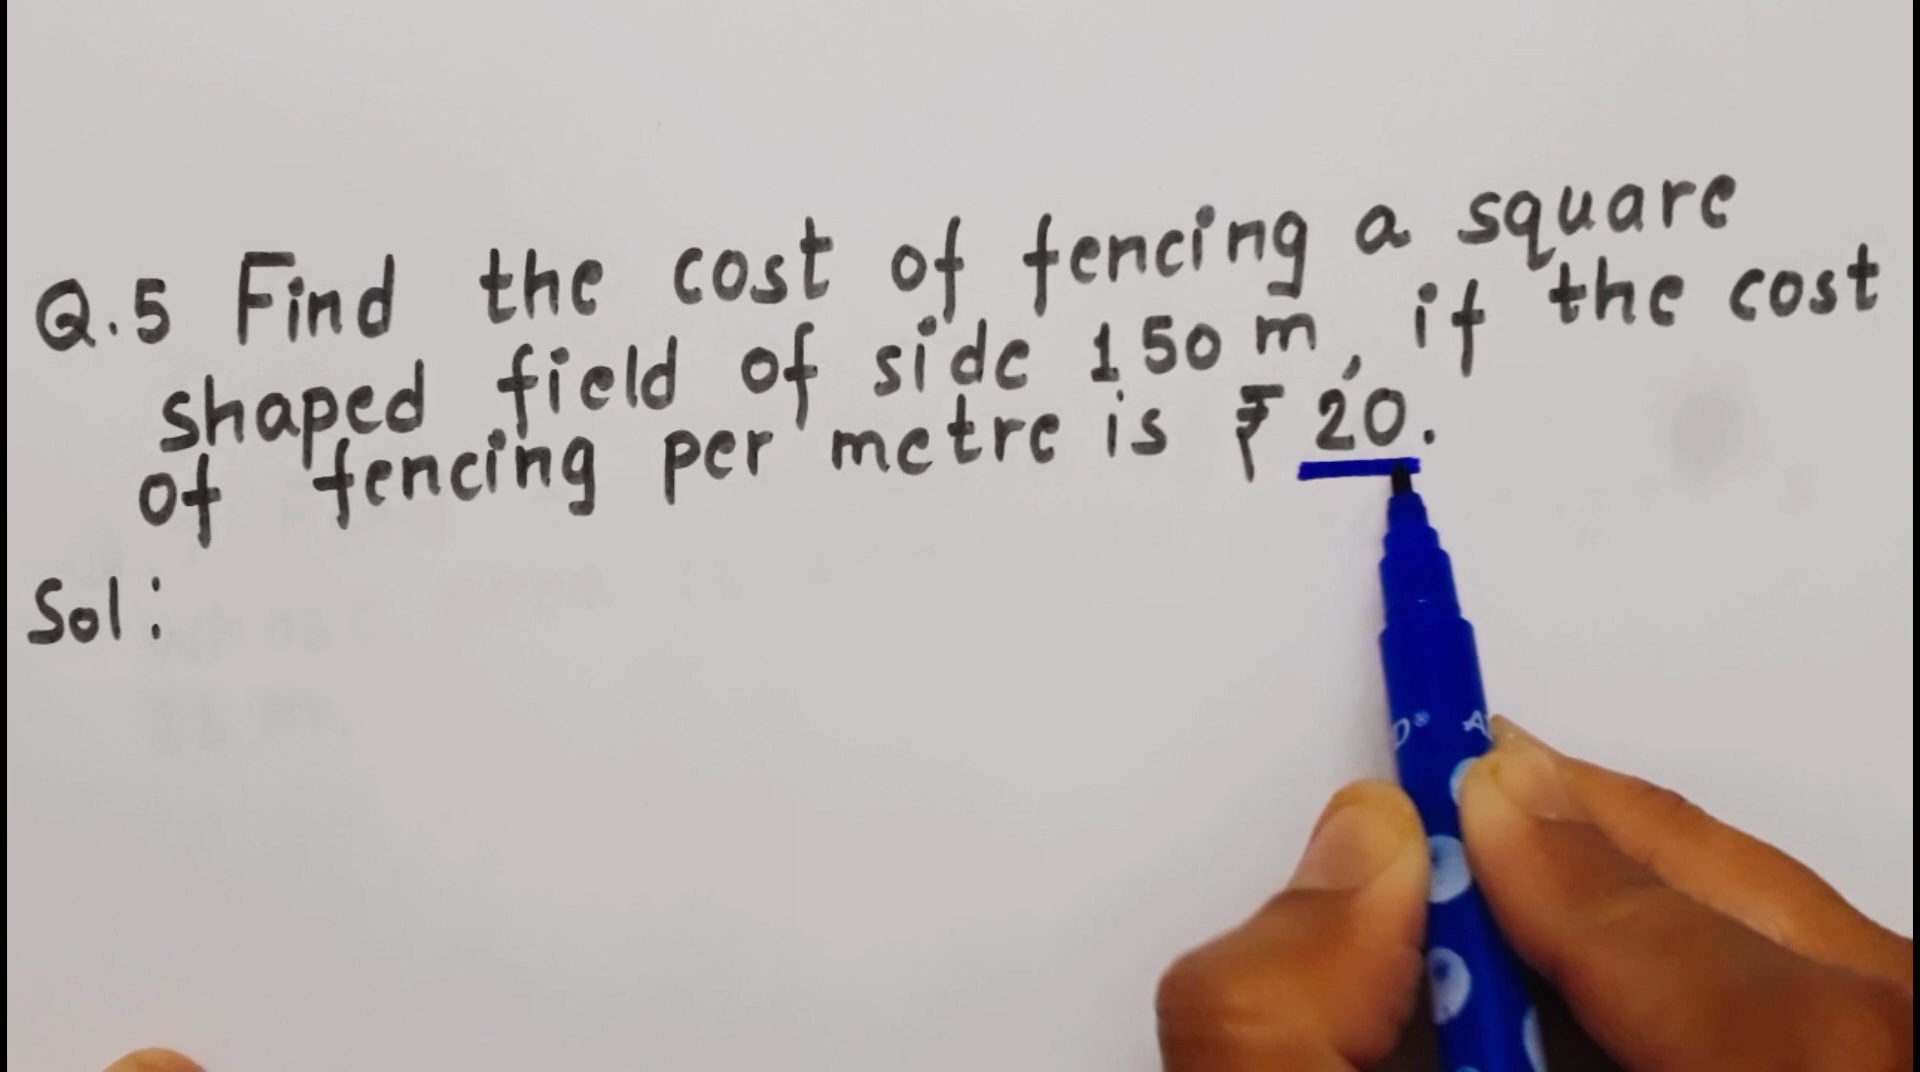 Q.5 Find the cost of fencing a square
shaped field of side 150 m, if the cost
of fencing per metre is ₹ 20.
Sol: